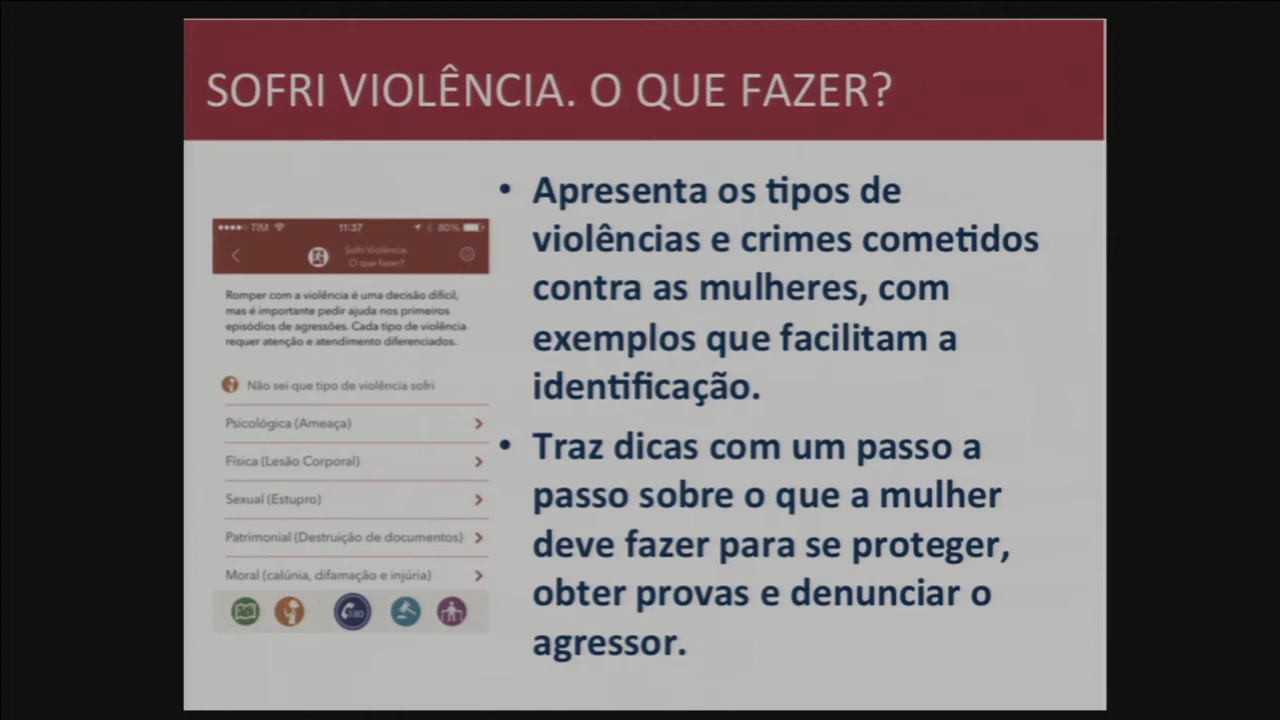 SOFRI VIOLÊNCIA. O QUE FAZER?
TIM 11:37 80%
Sofri Violência
O que fazer?
Romper com a violência é uma decisão difícil,
mas é importante pedir ajuda nos primeiros
episódios de agressões. Cada tipo de violência
requer atenção e atendimento diferenciados.
Não sei que tipo de violência sofri
Psicológica (Ameaça)
Física (Lesão Corporal)
Sexual (Estupro)
Patrimonial (Destruição de documentos)
Moral (calúnia, difamação e injúria)
180
• Apresenta os tipos de
violências e crimes cometidos
contra as mulheres, com
exemplos que facilitam a
identificação.
• Traz dicas com um passo a
passo sobre o que a mulher
deve fazer para se proteger,
obter provas e denunciar o
agressor.